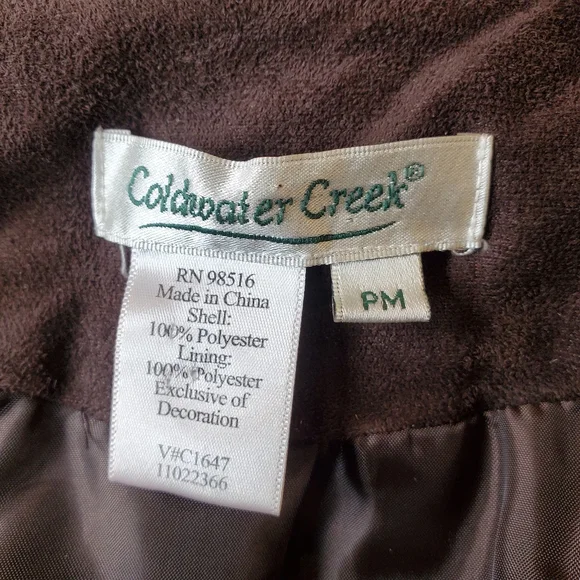 Coldwater Creek®
PM
RN 98516
Made in China
Shell:
100% Polyester
Lining:
100% Polyester
Exclusive of
Decoration
V#C1647
11022366